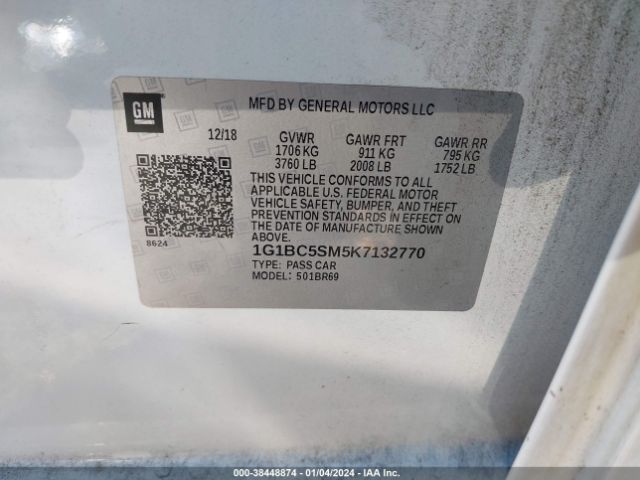 GM
MFD BY GENERAL MOTORS LLC
12/18 GVWR GAWR FRT GAWR RR
1706 KG 911 KG 795 KG
3760 LB 2008 LB 1752 LB
THIS VEHICLE CONFORMS TO ALL
APPLICABLE U.S. FEDERAL MOTOR
VEHICLE SAFETY, BUMPER, AND THEFT
PREVENTION STANDARDS IN EFFECT ON
THE DATE OF MANUFACTURE SHOWN
ABOVE.
8624
1G1BC5SM5K7132770
TYPE: PASS CAR
MODEL: 501BR69
000-38448874 - 01/04/2024 - IAA Inc.